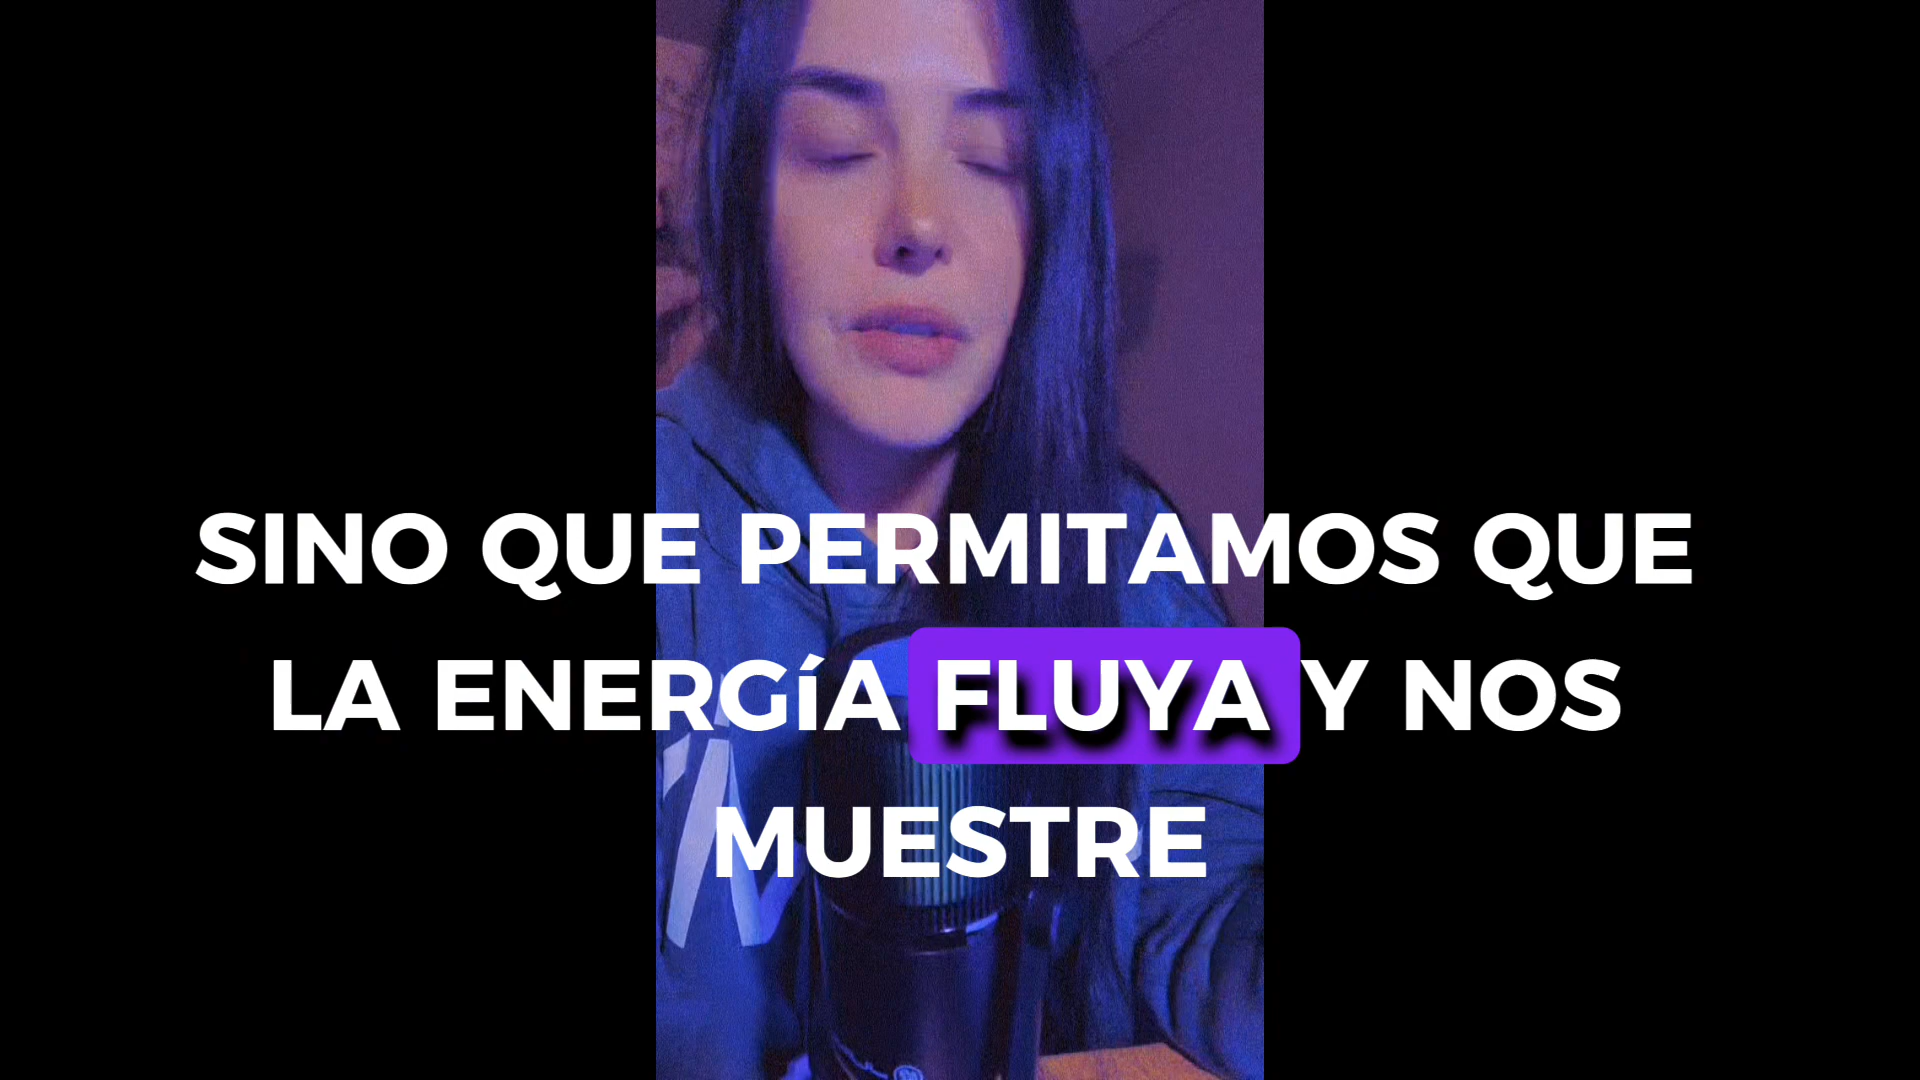 SINO QUE PERMITAMOS QUE
LA ENERGíA FLUYA Y NOS
MUESTRE